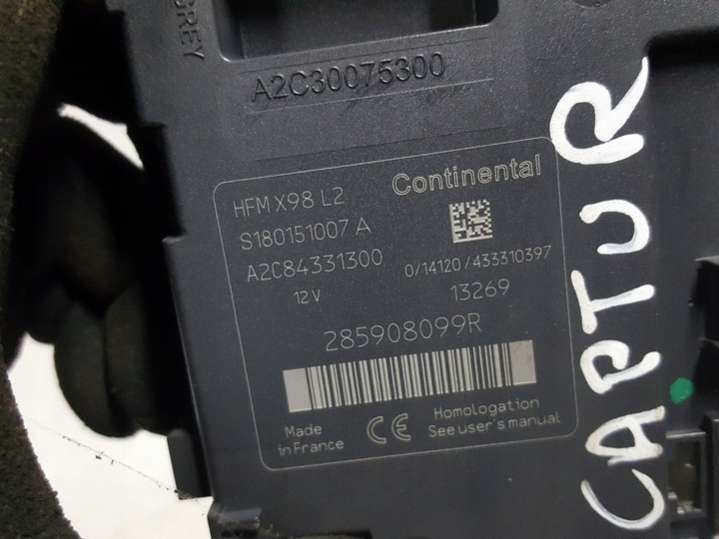 GREY
A2C30075300
Continental
HFM X98 L2
S180151007 A
A2C84331300
0/14120/433310397
12V
13269
285908099R
Made
in France
CE
Homologation
See user's manual
CAPTUR